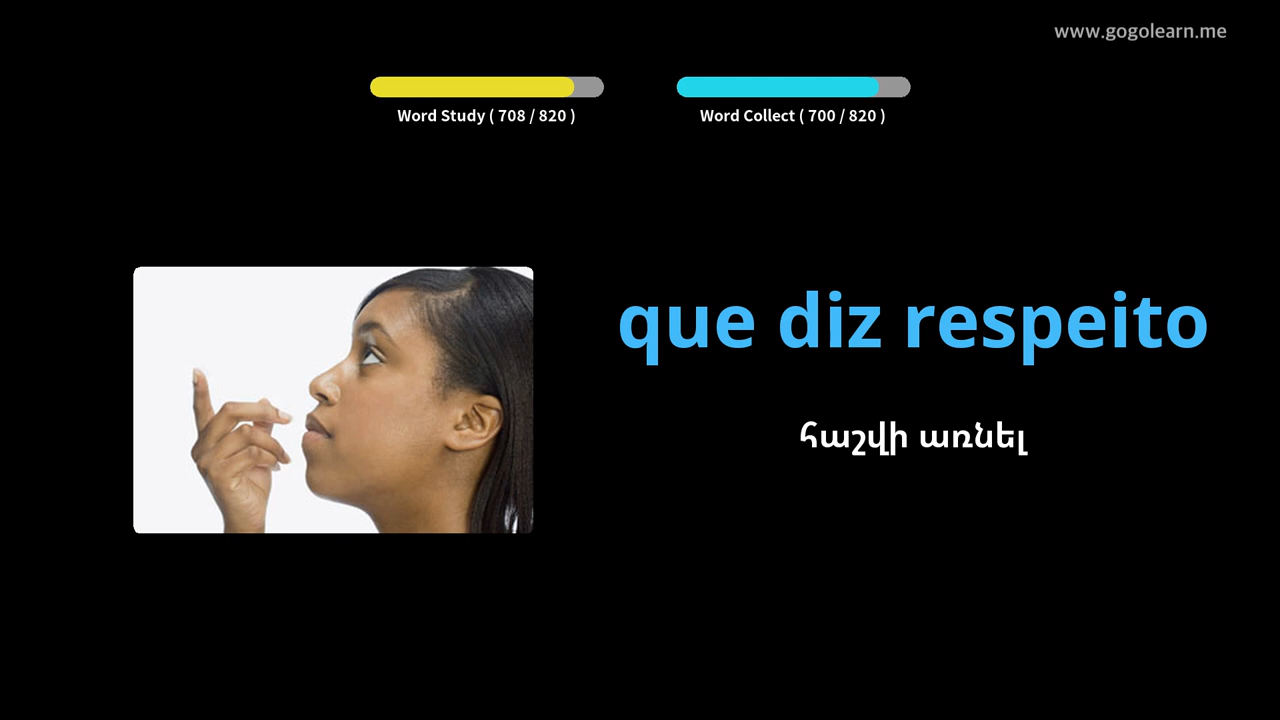 www.gogolearn.me
Word Study ( 708 / 820 )
Word Collect ( 700 / 820 )
que diz respeito
հաշվի առնել